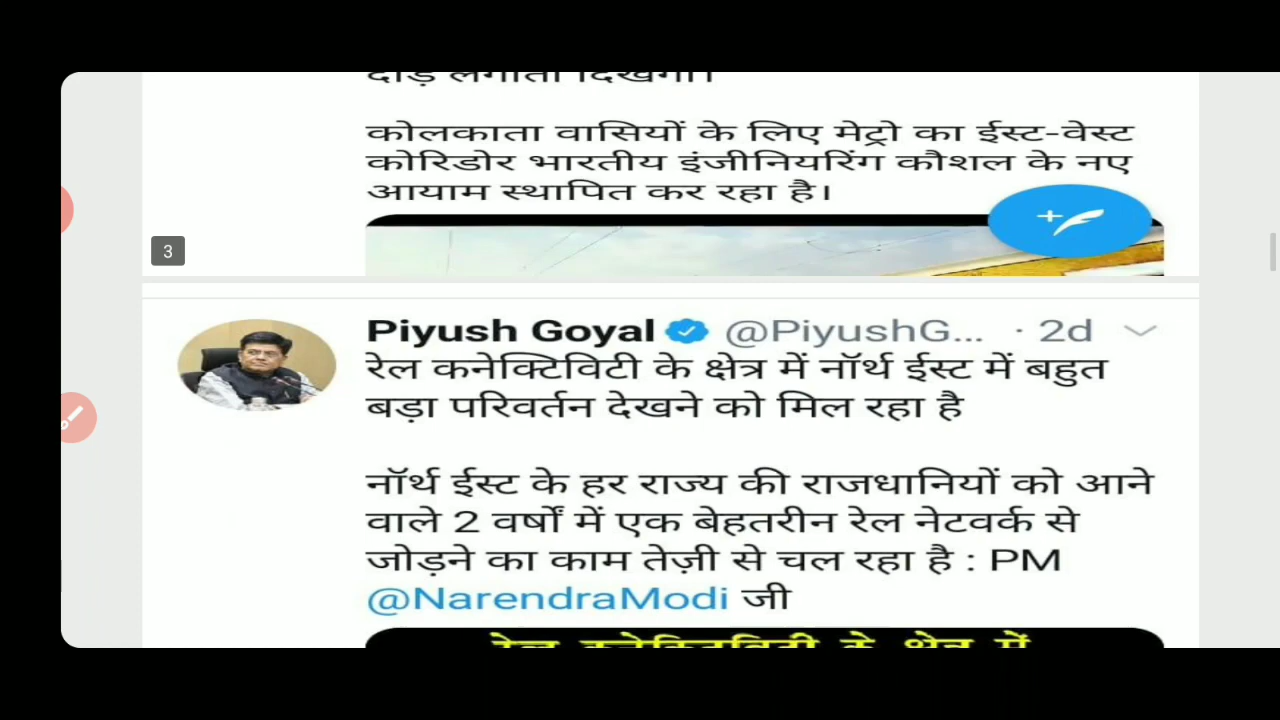 दौड़ लगाता दिखेगा।
कोलकाता वासियों के लिए मेट्रो का ईस्ट-वेस्ट
कोरिडोर भारतीय इंजीनियरिंग कौशल के नए
आयाम स्थापित कर रहा है।
3
Piyush Goyal @PiyushG... · 2d
रेल कनेक्टिविटी के क्षेत्र में नॉर्थ ईस्ट में बहुत
बड़ा परिवर्तन देखने को मिल रहा है
नॉर्थ ईस्ट के हर राज्य की राजधानियों को आने
वाले 2 वर्षों में एक बेहतरीन रेल नेटवर्क से
जोड़ने का काम तेज़ी से चल रहा है : PM
@NarendraModi जी
रेल कनेक्टिविटी के क्षेत्र में